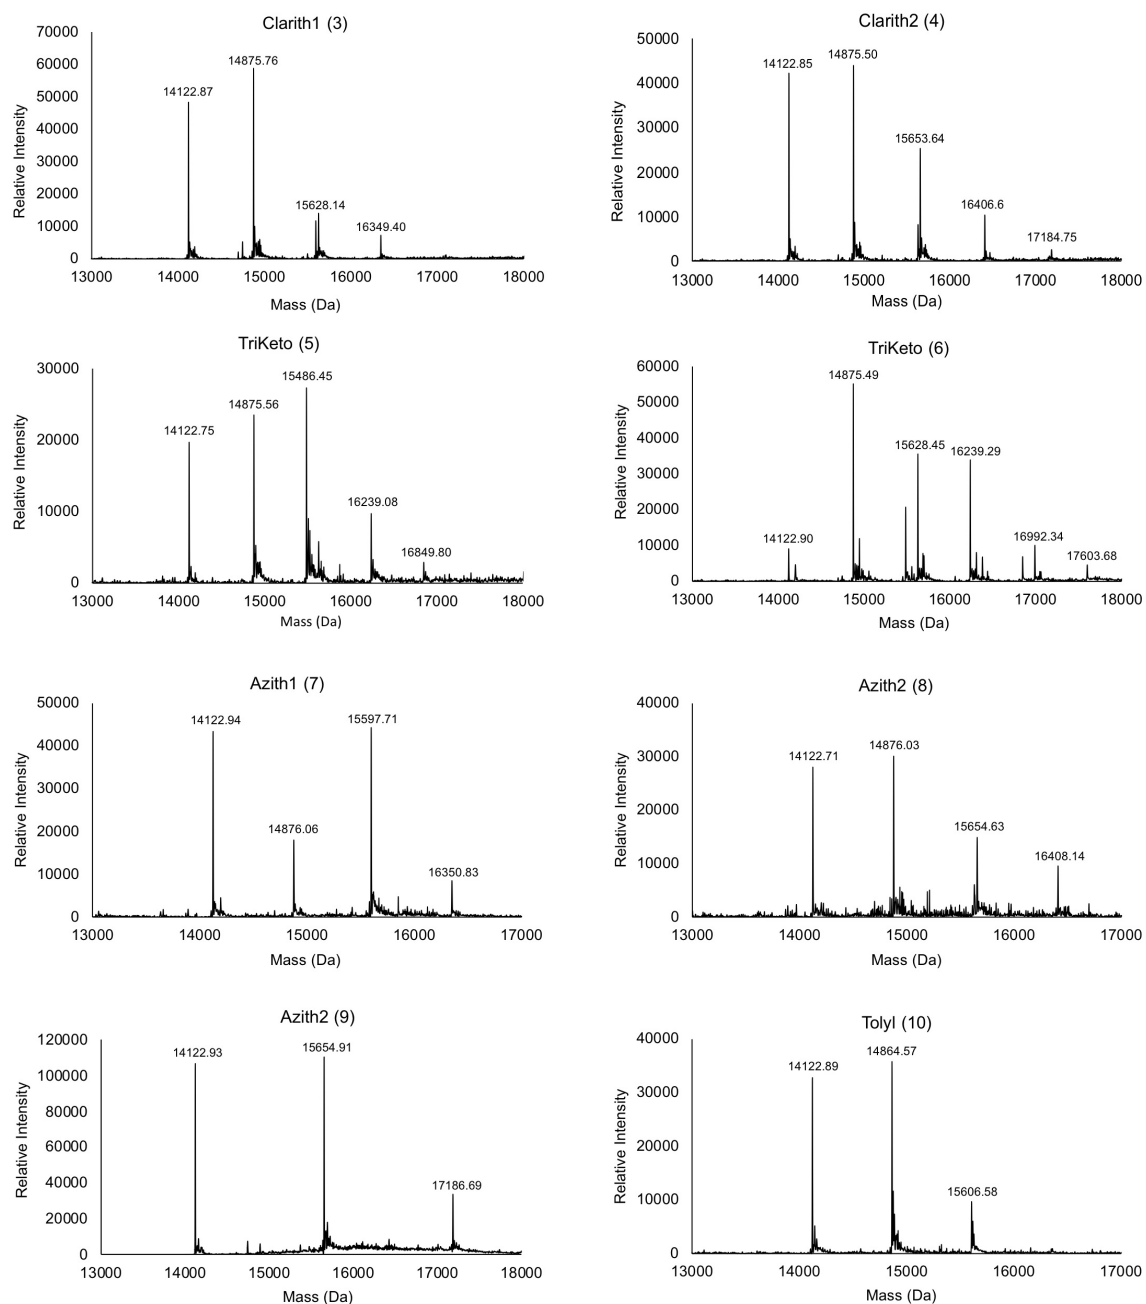 Clarith1 (3)
70000
60000
50000
40000
30000
20000
10000
0
Relative Intensity
14122.87
14875.76
15628.14
16349.40
13000 14000 15000 16000 17000 18000
Mass (Da)
Clarith2 (4)
50000
40000
30000
20000
10000
0
Relative Intensity
14122.85
14875.50
15653.64
16406.6
17184.75
13000 14000 15000 16000 17000 18000
Mass (Da)
TriKeto (5)
30000
20000
10000
0
Relative Intensity
14122.75
14875.56
15486.45
16239.08
16849.80
13000 14000 15000 16000 17000 18000
Mass (Da)
TriKeto (6)
60000
50000
40000
30000
20000
10000
0
Relative Intensity
14122.90
14875.49
15628.45
16239.29
16992.34
17603.68
13000 14000 15000 16000 17000 18000
Mass (Da)
Azith1 (7)
50000
40000
30000
20000
10000
0
Relative Intensity
14122.94
14876.06
15597.71
16350.83
13000 14000 15000 16000 17000
Mass (Da)
Azith2 (8)
40000
30000
20000
10000
0
Relative Intensity
14122.71
14876.03
15654.63
16408.14
13000 14000 15000 16000 17000
Mass (Da)
Azith2 (9)
120000
100000
80000
60000
40000
20000
0
Relative Intensity
14122.93
15654.91
17186.69
13000 14000 15000 16000 17000 18000
Mass (Da)
Tolyl (10)
40000
30000
20000
10000
0
Relative Intensity
14122.89
14864.57
15606.58
13000 14000 15000 16000 17000
Mass (Da)